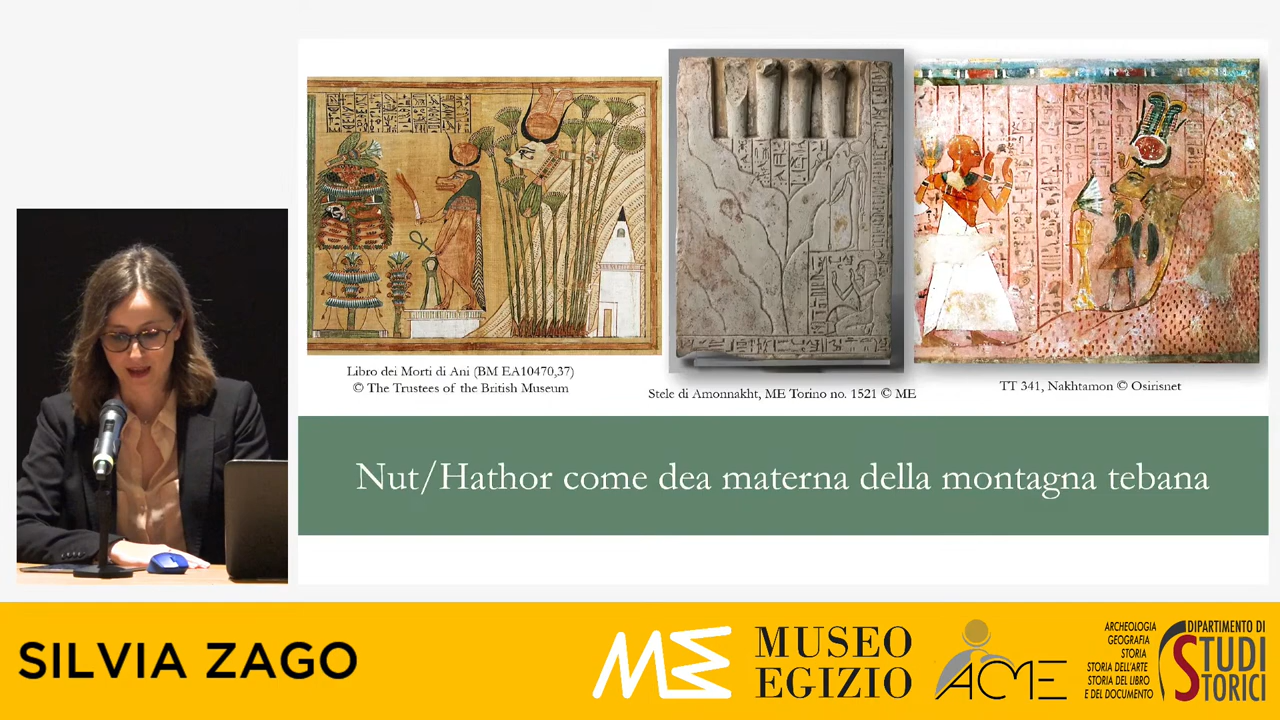 Libro dei Morti di Ani (BM EA10470,37)
© The Trustees of the British Museum
Stele di Amonnakht, ME Torino no. 1521 © ME
TT 341, Nakhtamon © Osirisnet
Nut/Hathor come dea materna della montagna tebana
SILVIA ZAGO
ME
MUSEO
EGIZIO
ACME
ARCHEOLOGIA
GEOGRAFIA
STORIA
STORIA DELL'ARTE
STORIA DEL LIBRO
E DEL DOCUMENTO
DIPARTIMENTO DI
STUDI
STORICI